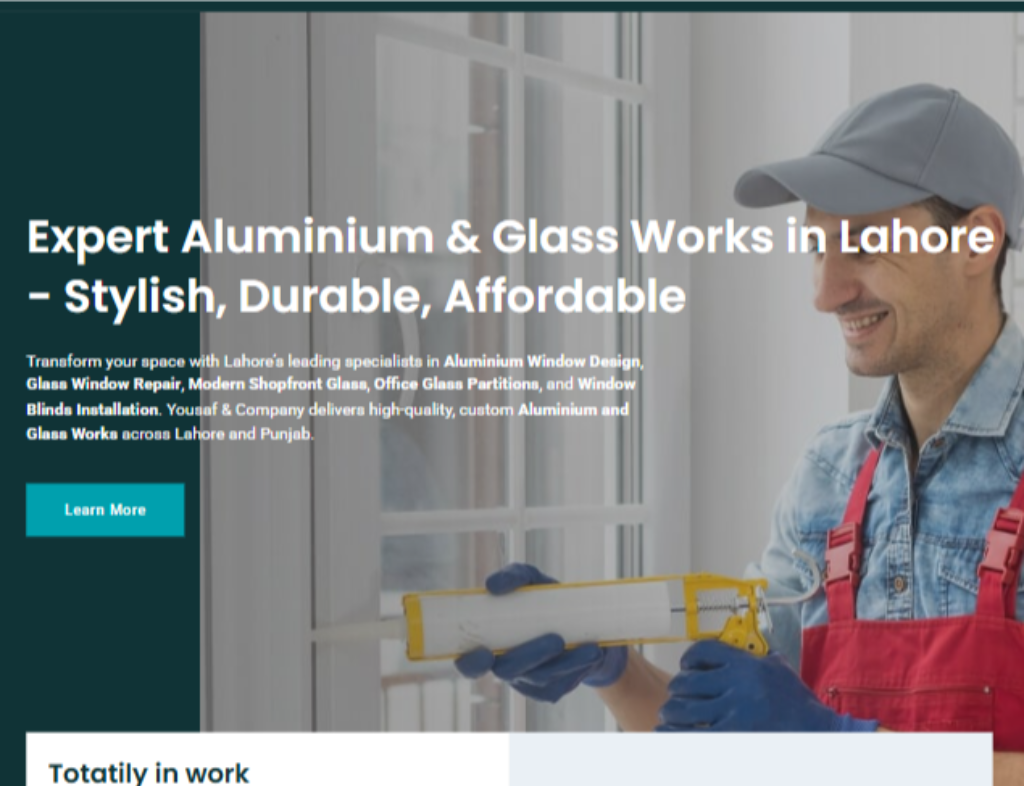 Expert Aluminium & Glass Works in Lahore
- Stylish, Durable, Affordable
Transform your space with Lahore's leading specialists in Aluminium Window Design,
Glass Window Repair, Modern Shopfront Glass, Office Glass Partitions, and Window
Blinds Installation. Yousaf & Company delivers high-quality, custom Aluminium and
Glass Works across Lahore and Punjab.
Learn More
Totatily in work